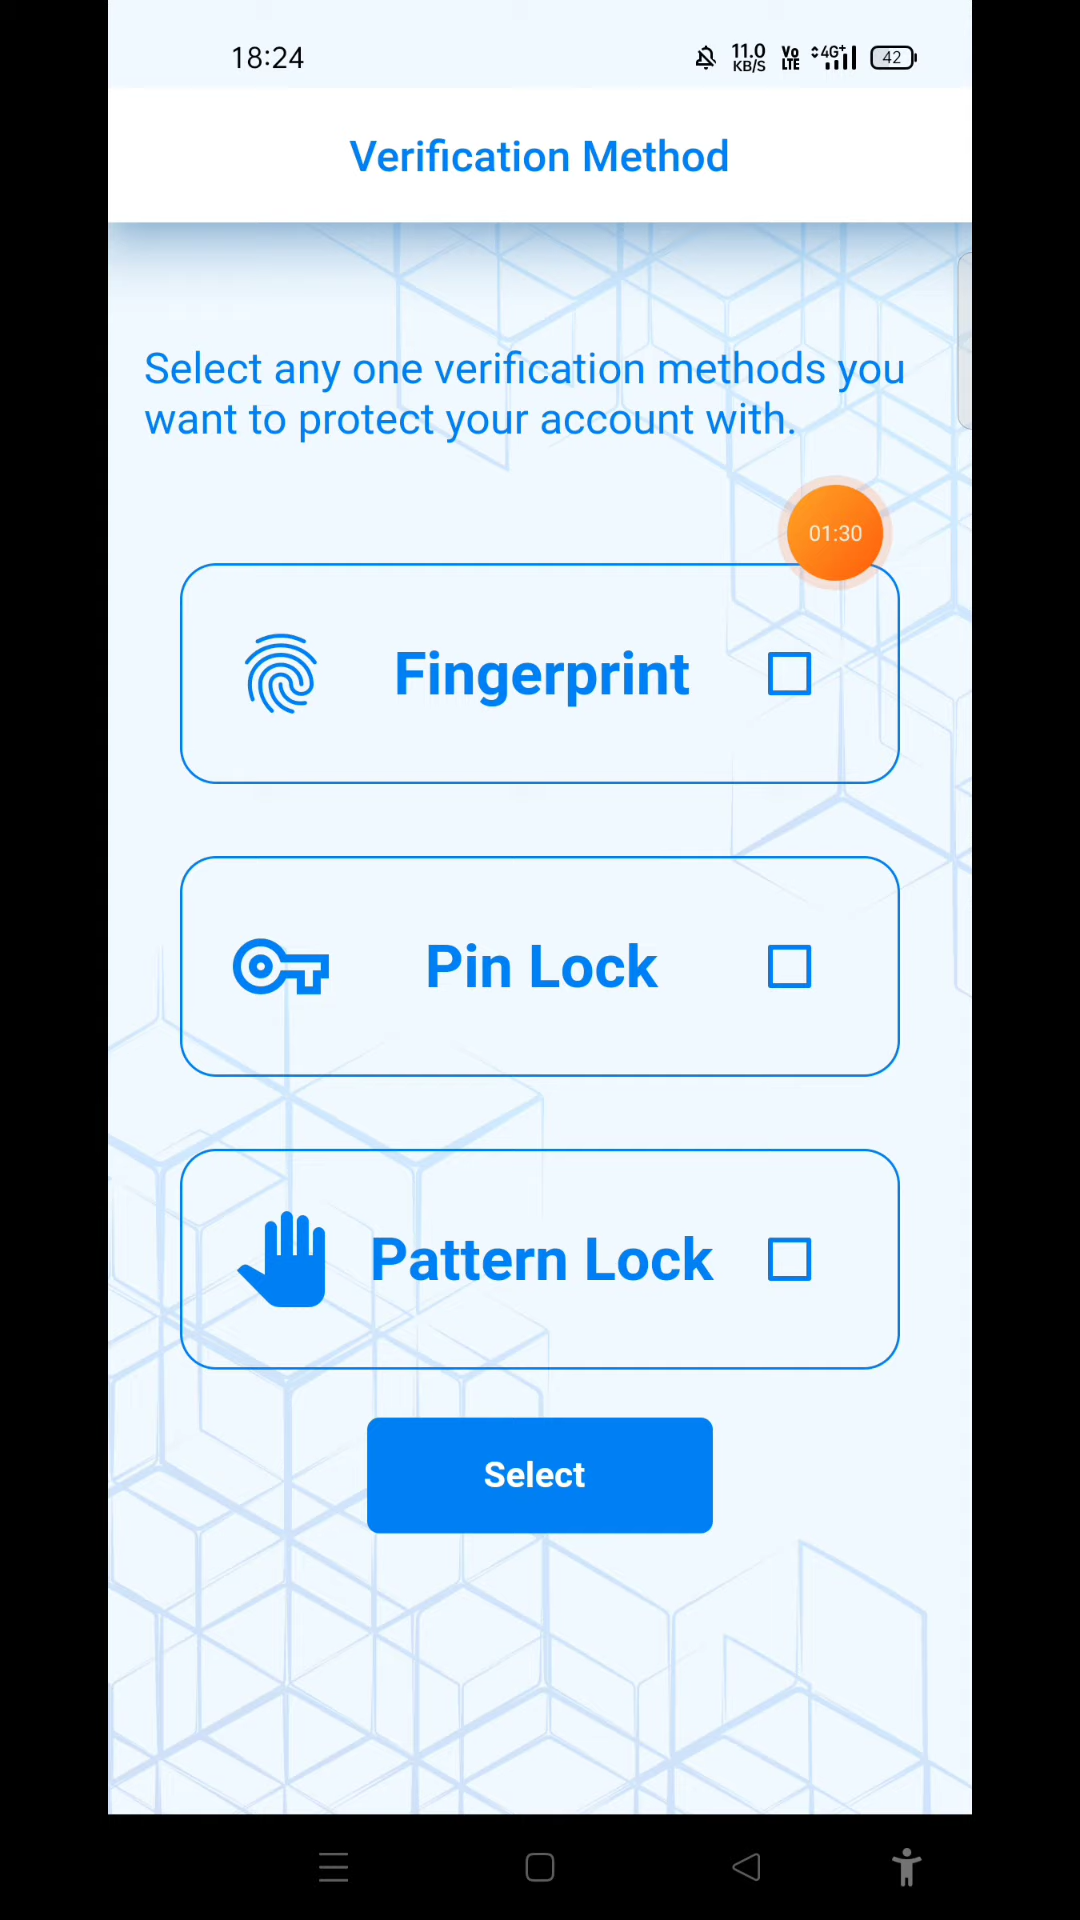 18:24
11.0
KB/S
Vo
LTE
4G+
42
Verification Method
Select any one verification methods you
want to protect your account with.
01:30
Fingerprint
Pin Lock
Pattern Lock
Select